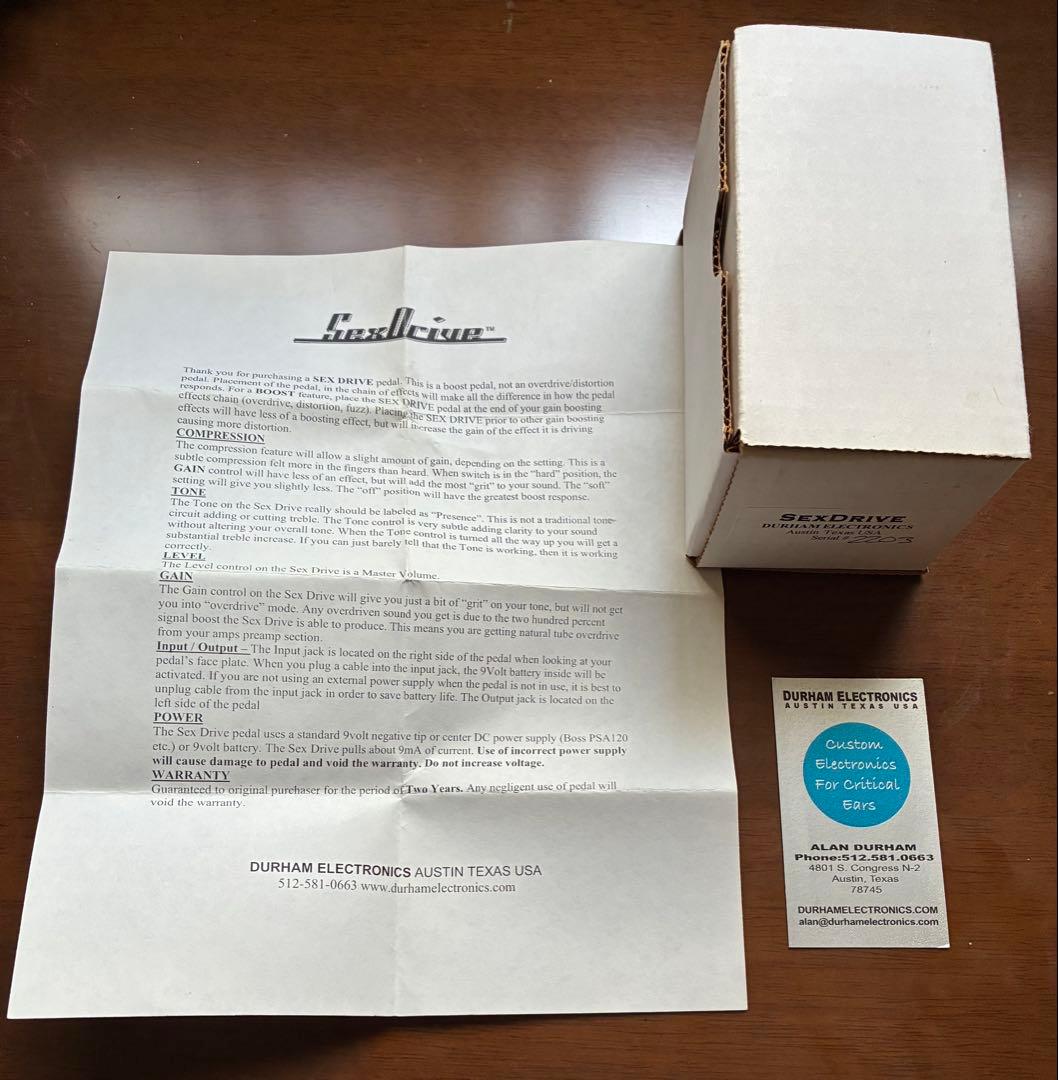 SexDrive™
Thank you for purchasing a SEX DRIVE pedal. This is a boost pedal, not an overdrive/distortion
pedal. Placement of the pedal, in the chain of effects will make all the difference in how the pedal
responds. For a BOOST feature, place the SEX DRIVE pedal at the end of your gain boosting
effects chain (overdrive, distortion, fuzz). Placing the SEX DRIVE prior to other gain boosting
effects will have less of a boosting effect, but will increase the gain of the effect it is driving
causing more distortion.
COMPRESSION
The compression feature will allow a slight amount of gain, depending on the setting. This is a
subtle compression felt more in the fingers than heard. When switch is in the "hard" position, the
GAIN control will have less of an effect, but will add the most "grit" to your sound. The "soft"
setting will give you slightly less. The "off" position will have the greatest boost response.
TONE
The Tone on the Sex Drive really should be labeled as "Presence". This is not a traditional tone-
circuit adding or cutting treble. The Tone control is very subtle adding clarity to your sound
without altering your overall tone. When the Tone control is turned all the way up you will get a
substantial treble increase. If you can just barely tell that the Tone is working, then it is working
correctly.
LEVEL
The Level control on the Sex Drive is a Master Volume.
GAIN
The Gain control on the Sex Drive will give you just a bit of "grit" on your tone, but will not get
you into "overdrive" mode. Any overdriven sound you get is due to the two hundred percent
signal boost the Sex Drive is able to produce. This means you are getting natural tube overdrive
from your amps preamp section.
Input / Output – The Input jack is located on the right side of the pedal when looking at your
pedal's face plate. When you plug a cable into the input jack, the 9Volt battery inside will be
activated. If you are not using an external power supply when the pedal is not in use, it is best to
unplug cable from the input jack in order to save battery life. The Output jack is located on the
left side of the pedal
POWER
The Sex Drive pedal uses a standard 9volt negative tip or center DC power supply (Boss PSA120
etc.) or 9volt battery. The Sex Drive pulls about 9mA of current. Use of incorrect power supply
will cause damage to pedal and void the warranty. Do not increase voltage.
WARRANTY
Guaranteed to original purchaser for the period of Two Years. Any negligent use of pedal will
void the warranty.
DURHAM ELECTRONICS AUSTIN TEXAS USA
512-581-0663 www.durhamelectronics.com
SEXDRIVE
DURHAM ELECTRONICS
Austin Texas USA
Serial #
DURHAM ELECTRONICS
AUSTIN TEXAS USA
Custom
Electronics
For Critical
Ears
ALAN DURHAM
Phone:512.581.0663
4801 S. Congress N-2
Austin, Texas
78745
DURHAMELECTRONICS.COM
alan@durhamelectronics.com